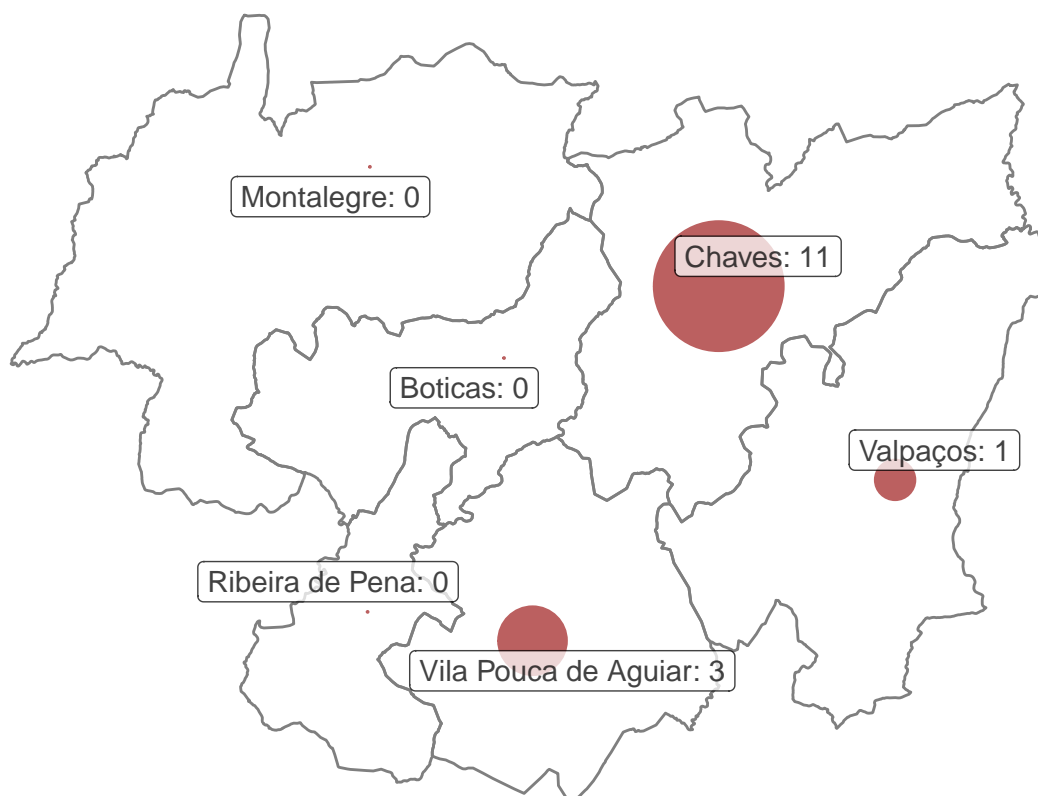 Montalegre: 0
Chaves: 11
Boticas: 0
Valpaços: 1
Ribeira de Pena: 0
Vila Pouca de Aguiar: 3